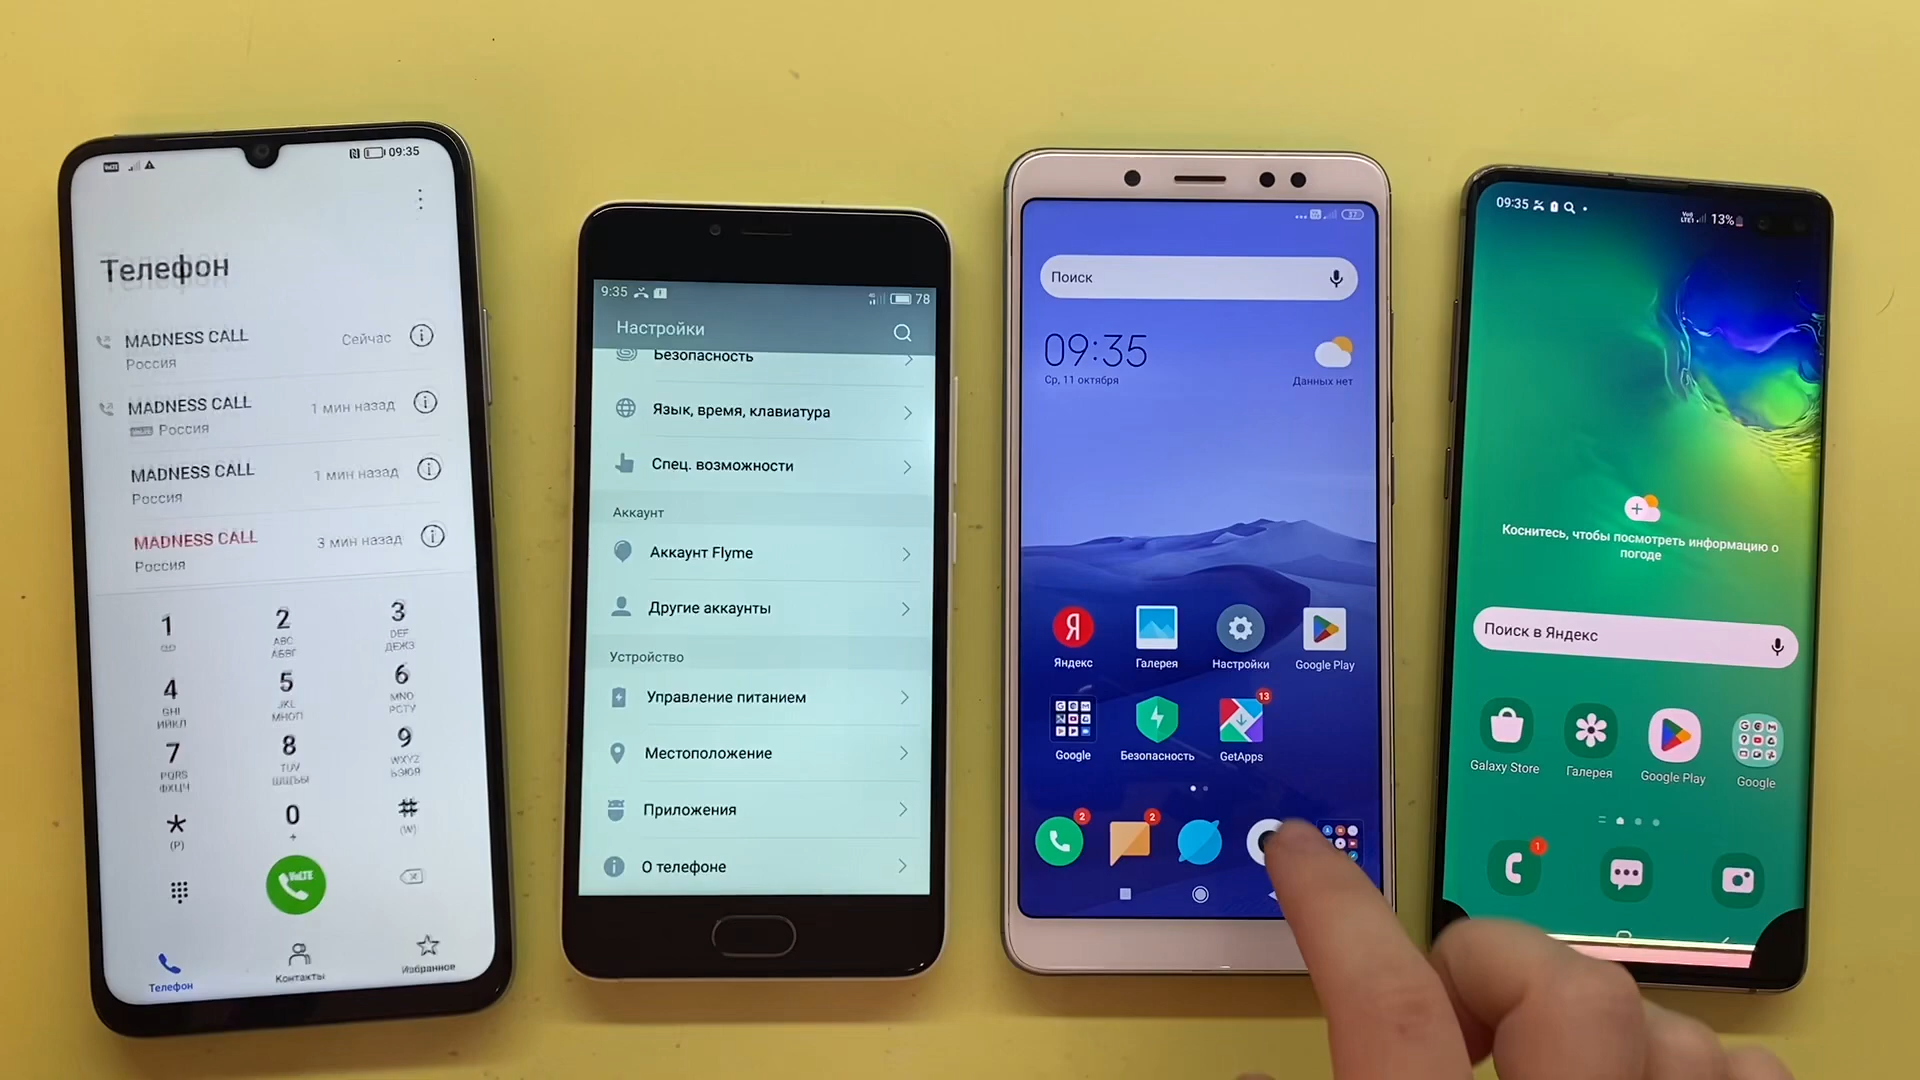 09:35
Телефон
MADNESS CALL
Россия
Сейчас
MADNESS CALL
Россия
1 мин назад
MADNESS CALL
Россия
1 мин назад
MADNESS CALL
Россия
3 мин назад
1
2
ABC
АБВГ
3
DEF
ДЕЖЗ
4
GHI
ИЙКЛ
5
JKL
МНОП
6
MNO
РСТУ
7
PQRS
ФХЦЧ
8
TUV
ШЩЪЫ
9
WXYZ
ЬЭЮЯ
*
(P)
0
+
#
(W)
VoLTE
Телефон
Контакты
Избранное
9:35
78
Настройки
Безопасность
Язык, время, клавиатура
Спец. возможности
Аккаунт
Аккаунт Flyme
Другие аккаунты
Устройство
Управление питанием
Местоположение
Приложения
О телефоне
37
Поиск
09:35
Ср, 11 октября
Данных нет
Я
Яндекс
Галерея
Настройки
Google Play
Google
Безопасность
13
GetApps
2
2
09:35
13%
Коснитесь, чтобы посмотреть информацию о
погоде
Поиск в Яндекс
Galaxy Store
Галерея
Google Play
Google
1